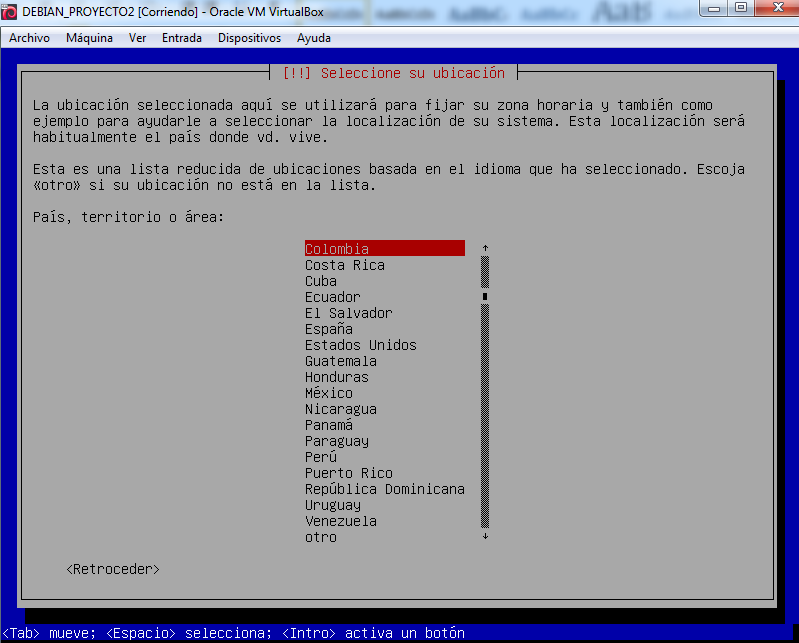 DEBIAN_PROYECTO2 [Corriendo] - Oracle VM VirtualBox
Archivo Máquina Ver Entrada Dispositivos Ayuda
[!!] Seleccione su ubicación
La ubicación seleccionada aquí se utilizará para fijar su zona horaria y también como
ejemplo para ayudarle a seleccionar la localización de su sistema. Esta localización será
habitualmente el país donde vd. vive.
Esta es una lista reducida de ubicaciones basada en el idioma que ha seleccionado. Escoja
«otro» si su ubicación no está en la lista.
País, territorio o área:
Colombia
Costa Rica
Cuba
Ecuador
El Salvador
España
Estados Unidos
Guatemala
Honduras
México
Nicaragua
Panamá
Paraguay
Perú
Puerto Rico
República Dominicana
Uruguay
Venezuela
otro
<Retroceder>
<Tab> mueve; <Espacio> selecciona; <Intro> activa un botón